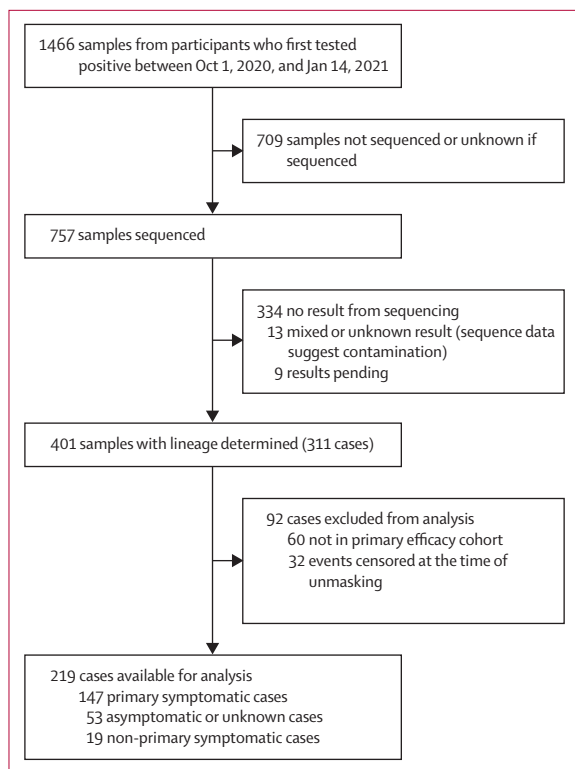 1466 samples from participants who first tested
positive between Oct 1, 2020, and Jan 14, 2021
709 samples not sequenced or unknown if
sequenced
757 samples sequenced
334 no result from sequencing
13 mixed or unknown result (sequence data
suggest contamination)
9 results pending
401 samples with lineage determined (311 cases)
92 cases excluded from analysis
60 not in primary efficacy cohort
32 events censored at the time of
unmasking
219 cases available for analysis
147 primary symptomatic cases
53 asymptomatic or unknown cases
19 non-primary symptomatic cases